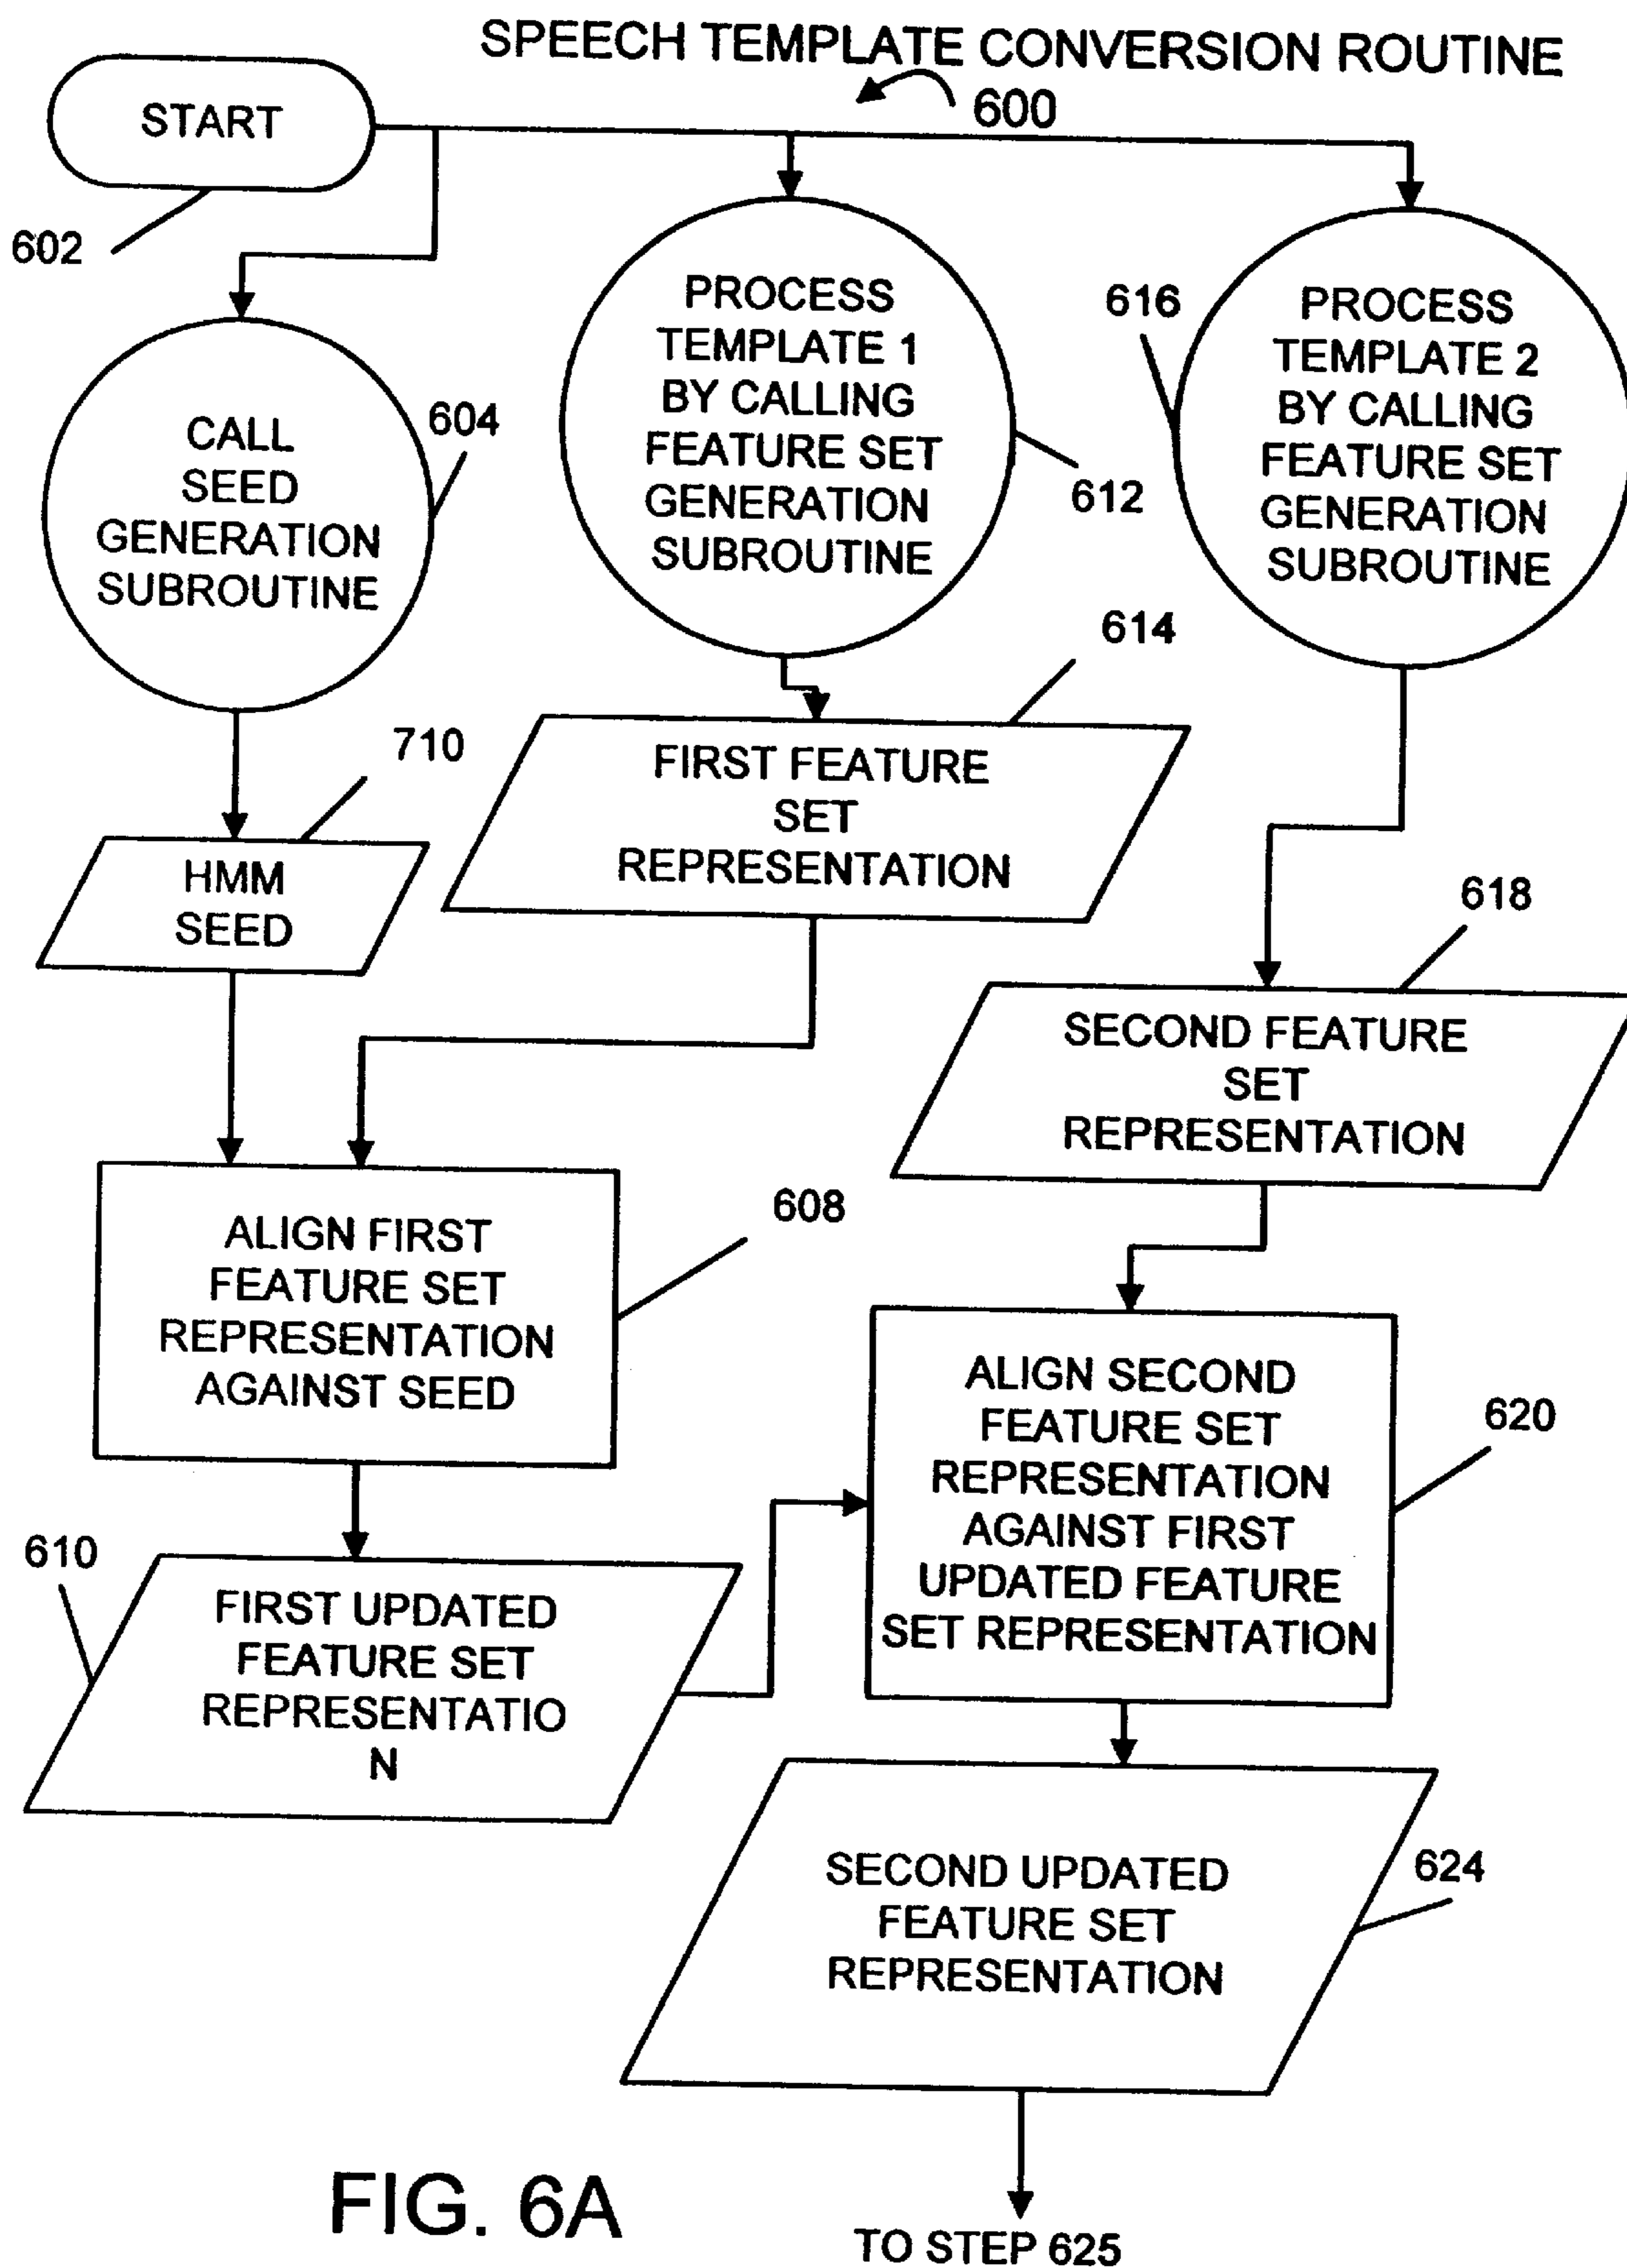 SPEECH TEMPLATE CONVERSION ROUTINE
600
START
602
CALL
SEED
GENERATION
SUBROUTINE
604
PROCESS
TEMPLATE 1
BY CALLING
FEATURE SET
GENERATION
SUBROUTINE
612
616
PROCESS
TEMPLATE 2
BY CALLING
FEATURE SET
GENERATION
SUBROUTINE
710
HMM
SEED
614
FIRST FEATURE
SET
REPRESENTATION
618
SECOND FEATURE
SET
REPRESENTATION
ALIGN FIRST
FEATURE SET
REPRESENTATION
AGAINST SEED
608
ALIGN SECOND
FEATURE SET
REPRESENTATION
AGAINST FIRST
UPDATED FEATURE
SET REPRESENTATION
620
610
FIRST UPDATED
FEATURE SET
REPRESENTATIO
N
SECOND UPDATED
FEATURE SET
REPRESENTATION
624
FIG. 6A
TO STEP 625